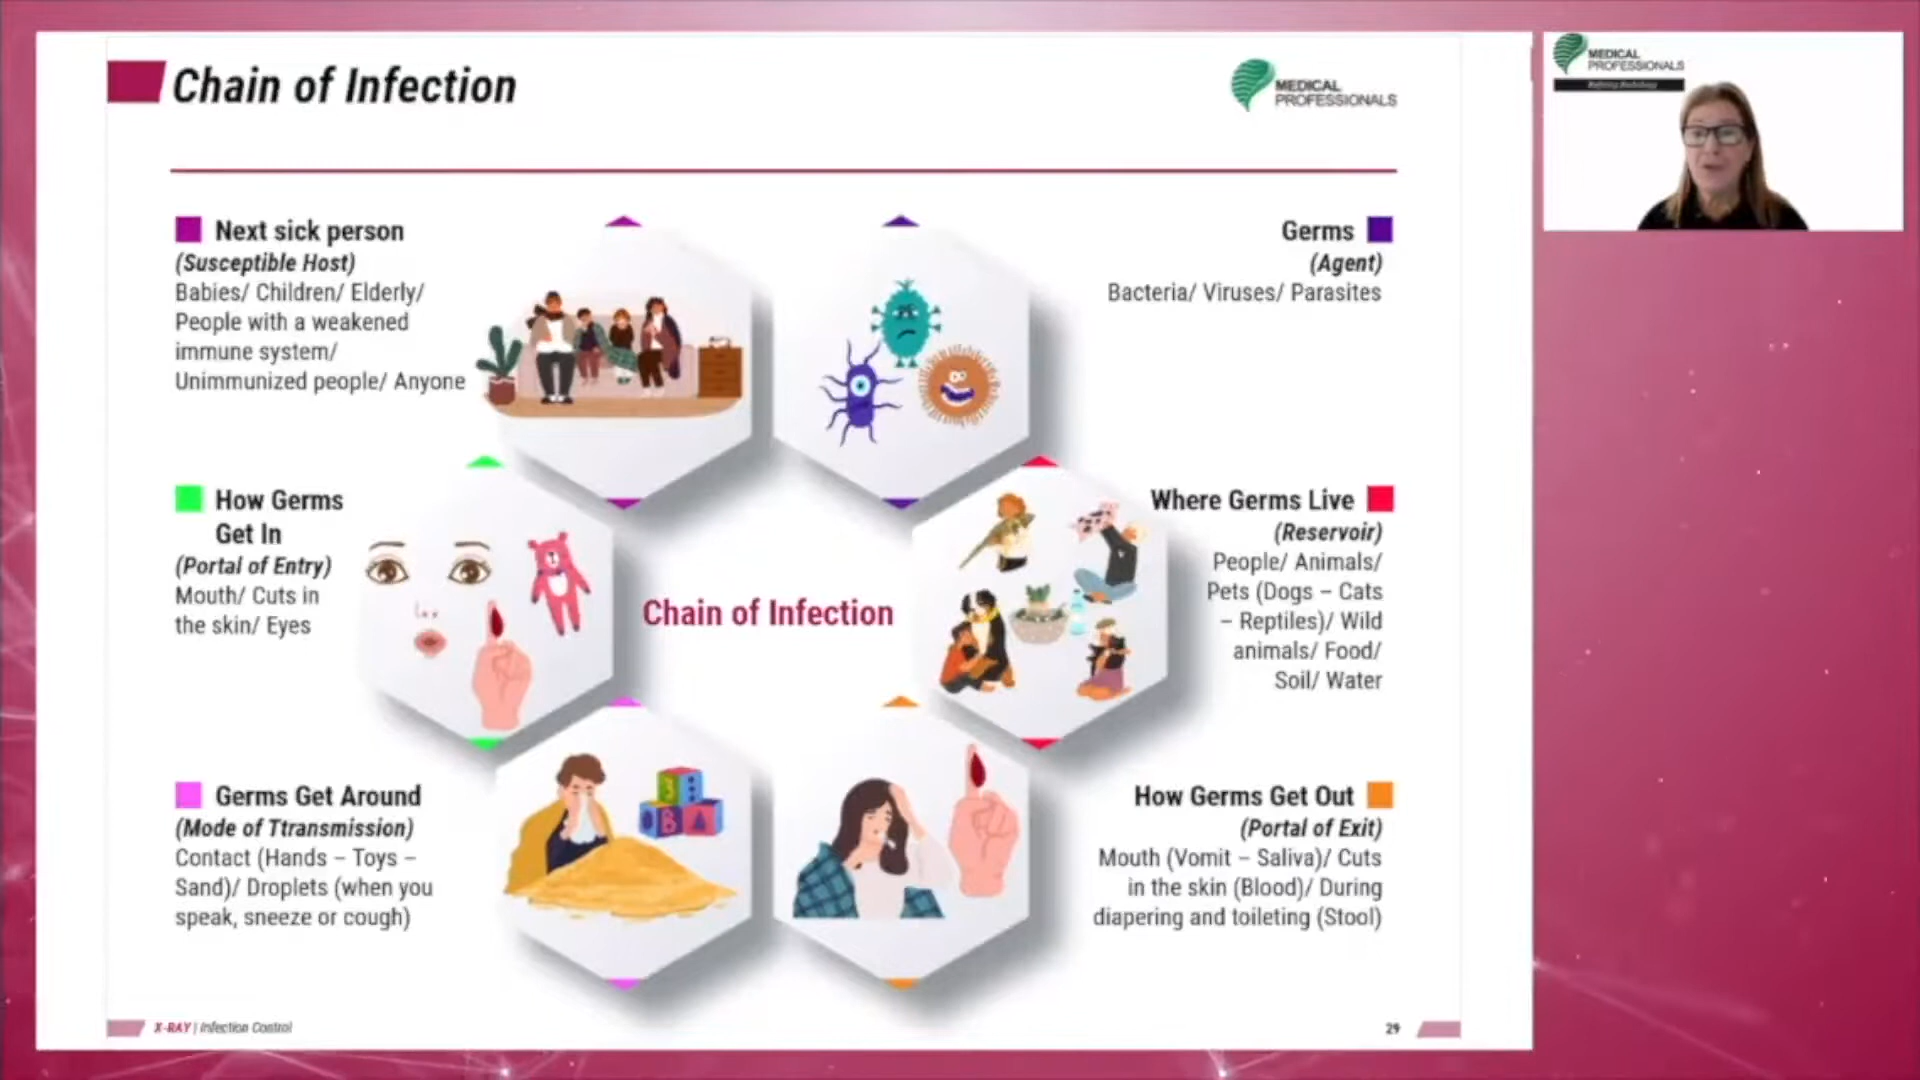 Chain of Infection
MEDICAL
PROFESSIONALS
MEDICAL
PROFESSIONALS
Next sick person
(Susceptible Host)
Babies/ Children/ Elderly/
People with a weakened
immune system/
Unimmunized people/ Anyone
Germs
(Agent)
Bacteria/ Viruses/ Parasites
How Germs
Get In
(Portal of Entry)
Mouth/ Cuts in
the skin/ Eyes
Chain of Infection
Where Germs Live
(Reservoir)
People/ Animals/
Pets (Dogs – Cats
– Reptiles)/ Wild
animals/ Food/
Soil/ Water
Germs Get Around
(Mode of Ttransmission)
Contact (Hands – Toys –
Sand)/ Droplets (when you
speak, sneeze or cough)
3
B A
How Germs Get Out
(Portal of Exit)
Mouth (Vomit – Saliva)/ Cuts
in the skin (Blood)/ During
diapering and toileting (Stool)
X-RAY | Infection Control
29